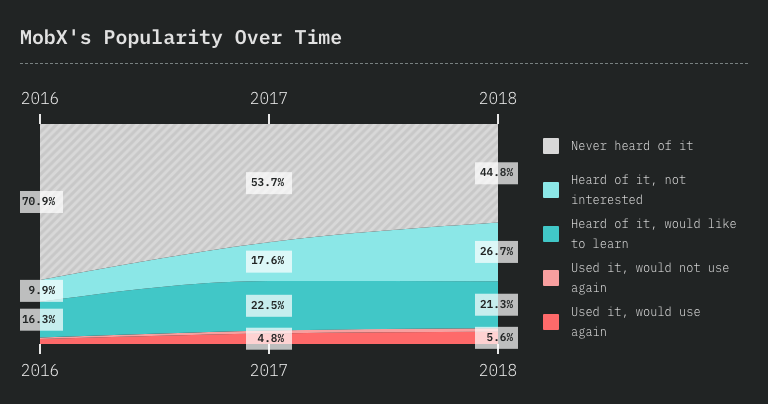 MobX's Popularity Over Time
2016 2017 2018
70.9%
53.7%
44.8%
9.9%
17.6%
26.7%
16.3%
22.5%
21.3%
4.8%
5.6%
2016 2017 2018
Never heard of it
Heard of it, not
interested
Heard of it, would like
to learn
Used it, would not use
again
Used it, would use
again